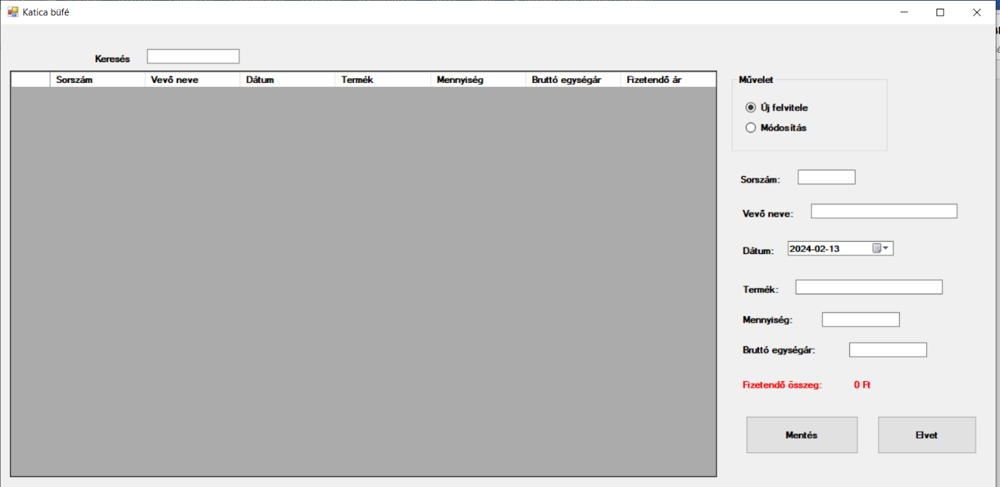 Katica büfé
Keresés
Sorszám Vevő neve Dátum Termék Mennyiség Bruttó egységár Fizetendő ár
Művelet
Új felvitele
Módosítás
Sorszám:
Vevő neve:
Dátum: 2024-02-13
Termék:
Mennyiség:
Bruttó egységár:
Fizetendő összeg: 0 Ft
Mentés Elvet